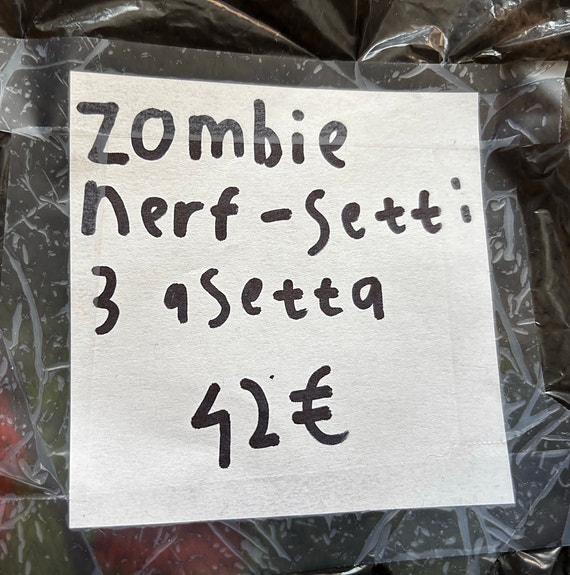 Zombie
nerf-setti
3 asetta
42€